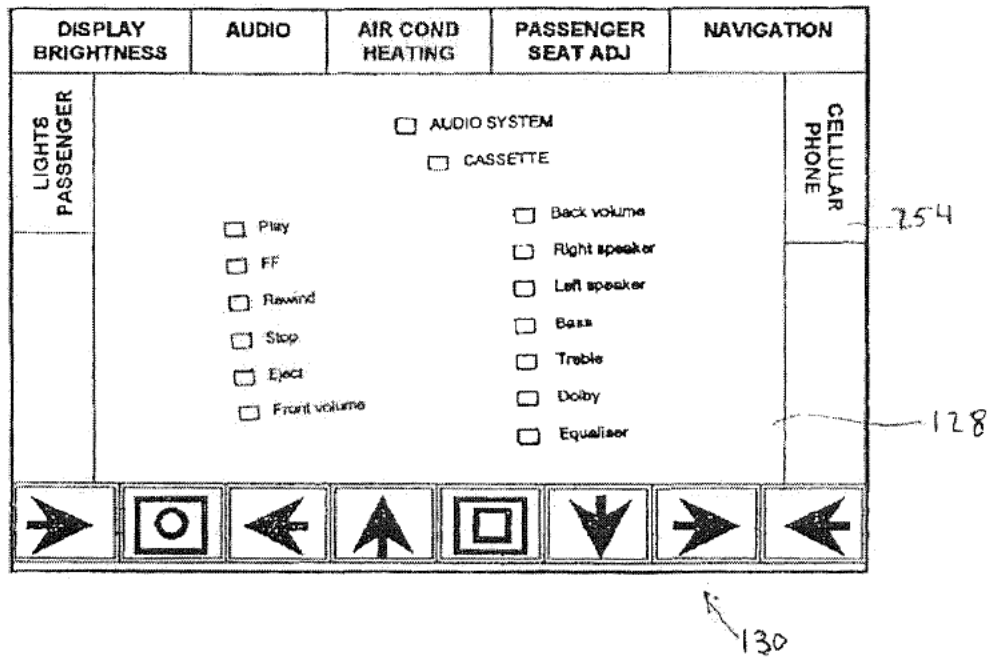 DISPLAY
BRIGHTNESS
AUDIO
AIR COND
HEATING
PASSENGER
SEAT ADJ
NAVIGATION
LIGHTS
PASSENGER
CELLULAR
PHONE
AUDIO SYSTEM
CASSETTE
Play
FF
Rewind
Stop
Eject
Front volume
Back volume
Right speaker
Left speaker
Bass
Treble
Dolby
Equaliser
254
128
130